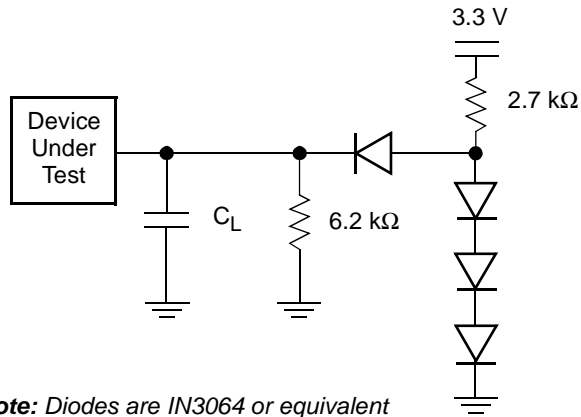 3.3 V
2.7 kΩ
Device
Under
Test
C_L
6.2 kΩ
ote: Diodes are IN3064 or equivalent